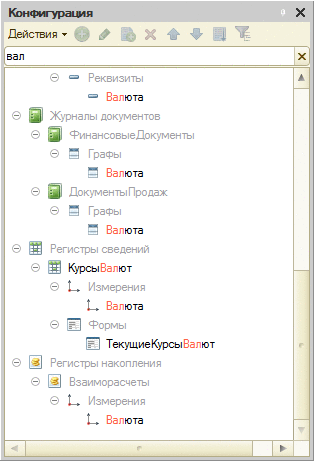 Конфигурация
Действия
вал
Реквизиты
Валюта
Журналы документов
ФинансовыеДокументы
Графы
Валюта
ДокументыПродаж
Графы
Валюта
Регистры сведений
КурсыВалют
Измерения
Валюта
Формы
ТекущиеКурсыВалют
Регистры накопления
Взаиморасчеты
Измерения
Валюта